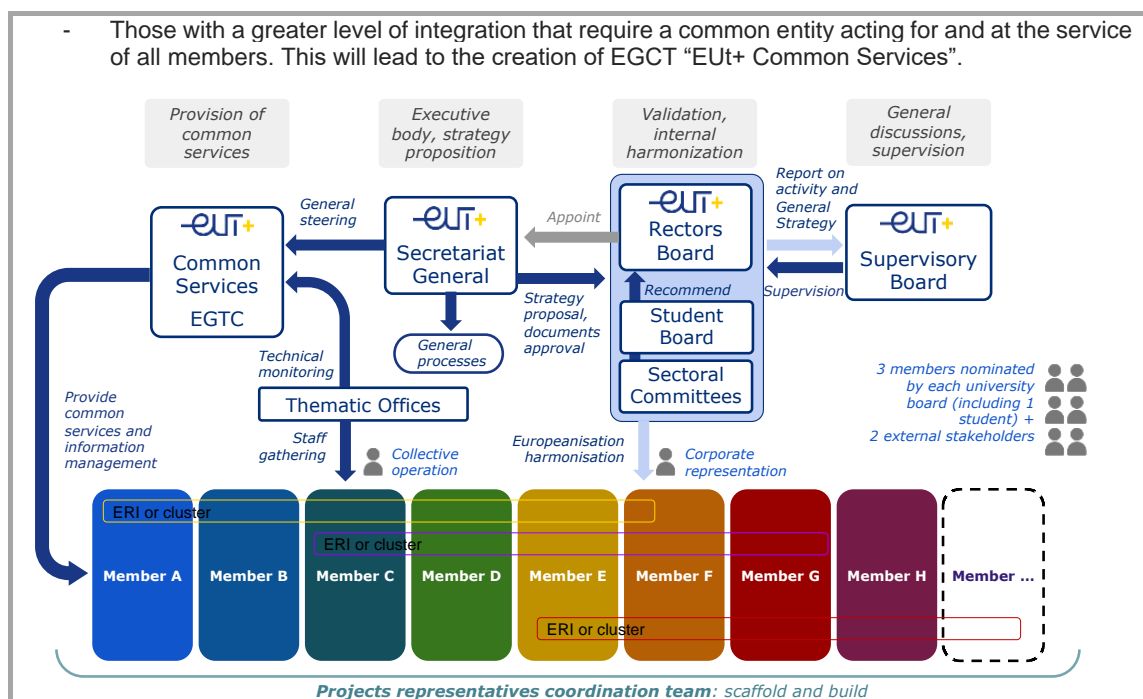 - Those with a greater level of integration that require a common entity acting for and at the service
of all members. This will lead to the creation of EGCT “EUt+ Common Services”.
Provision of
common
services
Executive
body, strategy
proposition
Validation,
internal
harmonization
General
discussions,
supervision
Report on
activity and
General
Strategy
General
steering
Appoint
EUT+
Common
Services
EGTC
EUT+
Secretariat
General
EUT+
Rectors
Board
EUT+
Supervisory
Board
Supervision
Recommend
Strategy
proposal,
documents
approval
Student
Board
General
processes
Sectoral
Committees
Technical
monitoring
Thematic Offices
3 members nominated
by each university
board (including 1
student) +
2 external stakeholders
Provide
common
services and
information
management
Staff
gathering
Collective
operation
Europeanisation
harmonisation
Corporate
representation
ERI or cluster
ERI or cluster
Member A
Member B
Member C
Member D
Member E
Member F
Member G
Member H
Member ...
ERI or cluster
Projects representatives coordination team: scaffold and build